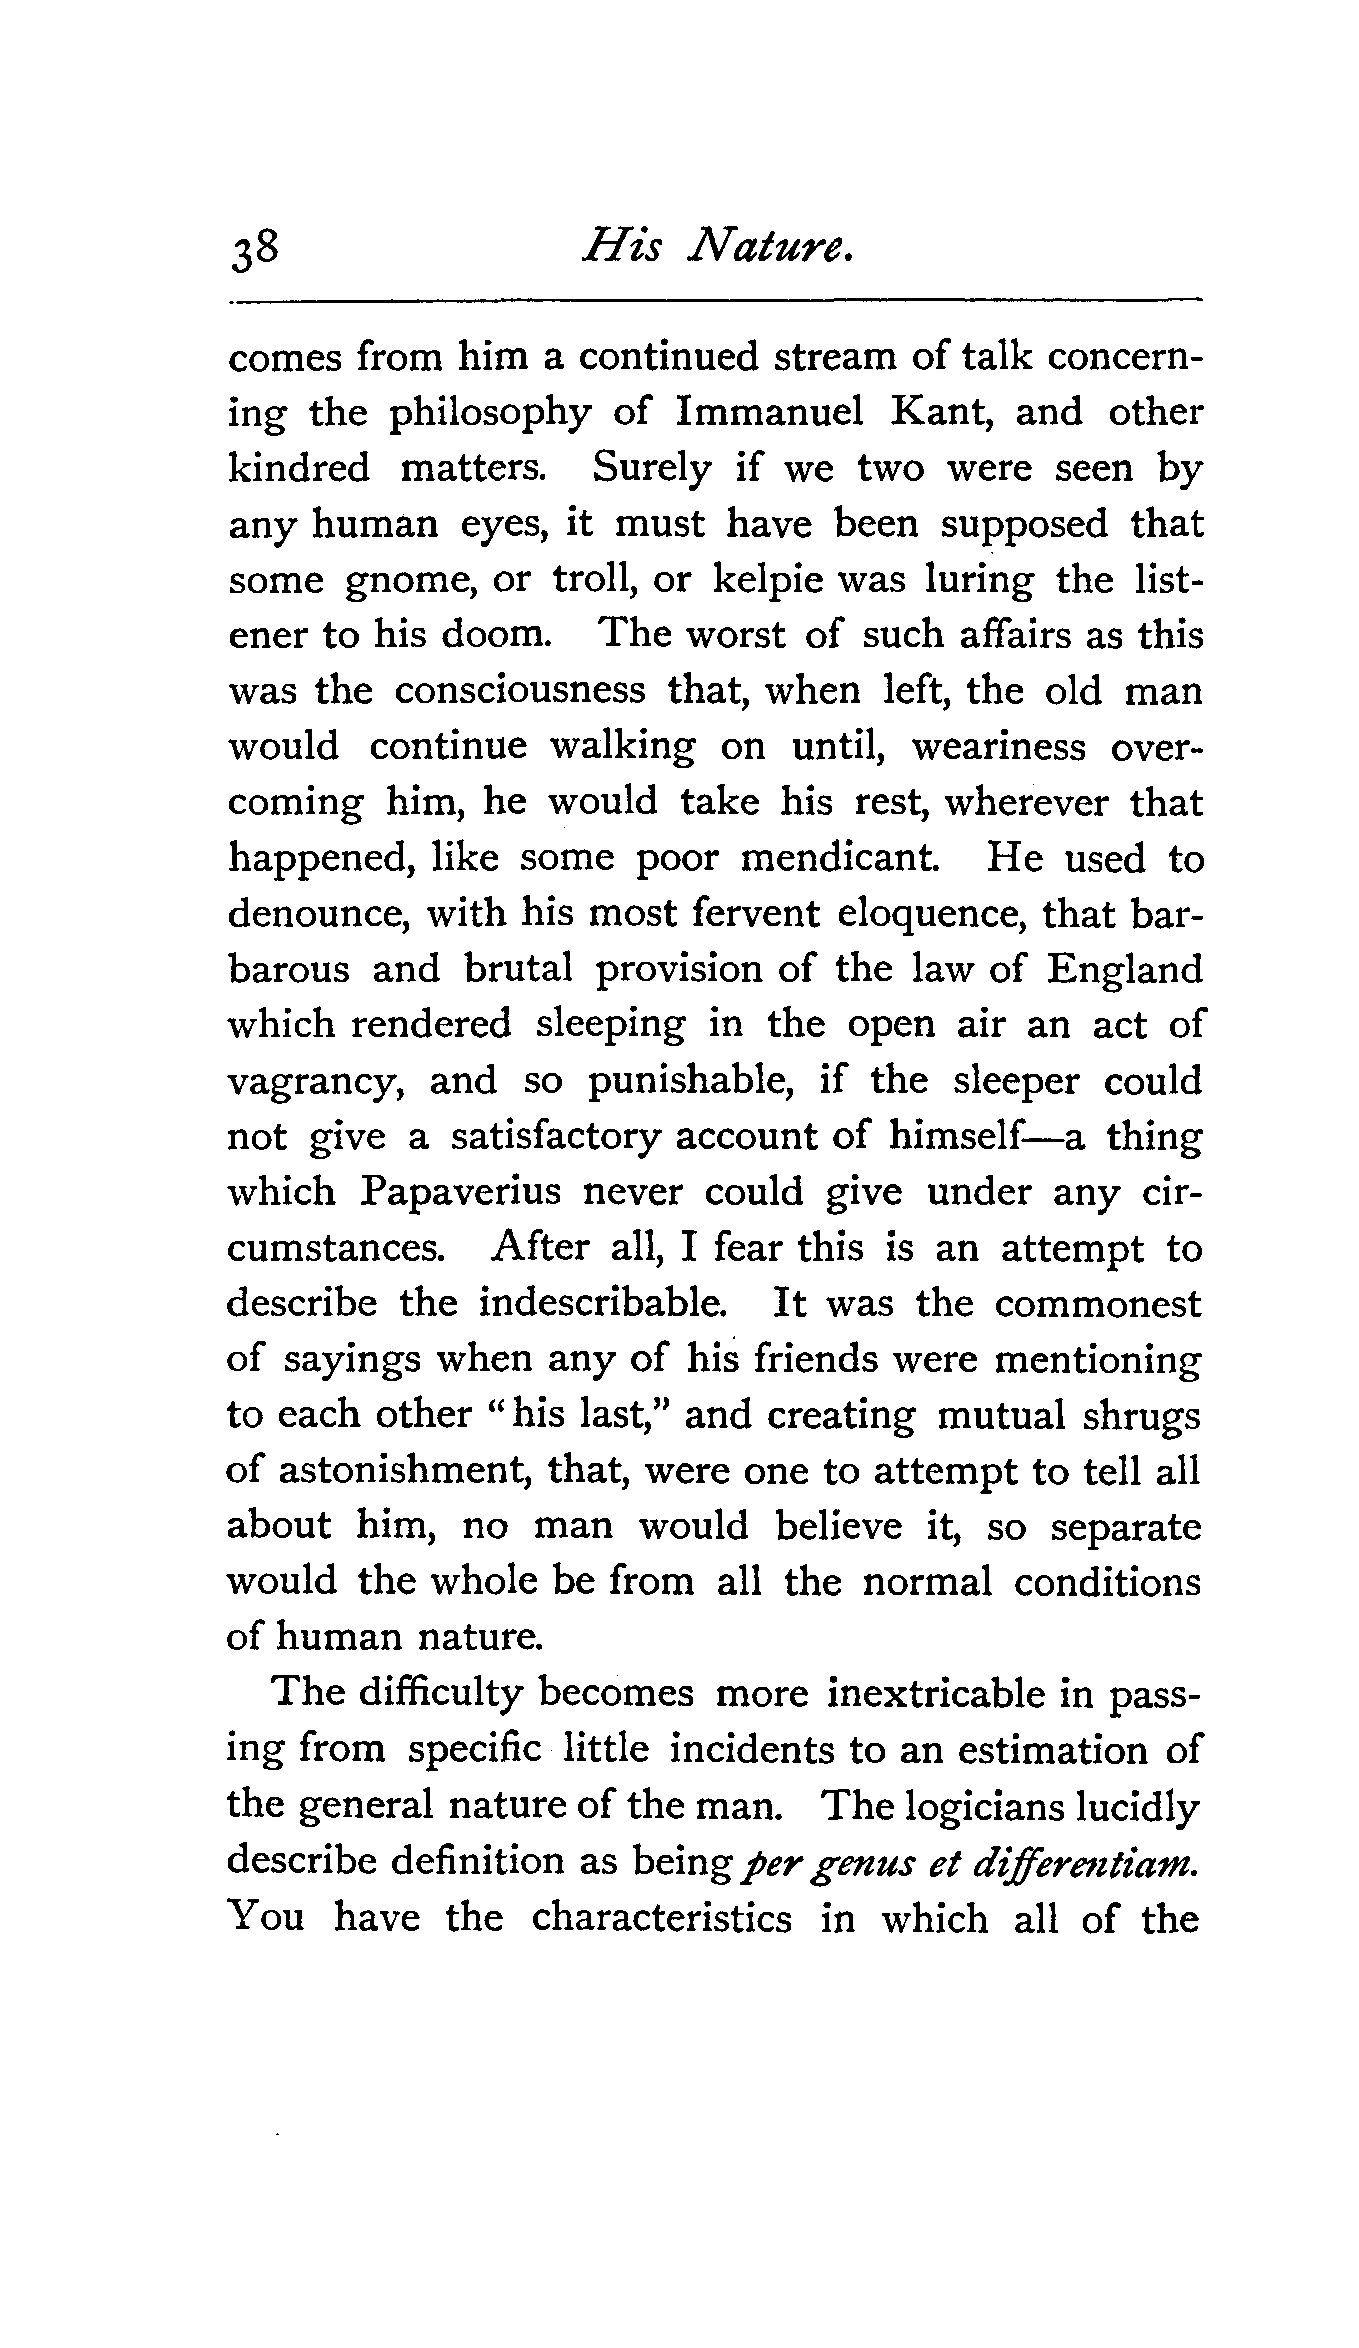 38 His Nature.
comes from him a continued stream of talk concern-
ing the philosophy of Immanuel Kant, and other
kindred matters. Surely if we two were seen by
any human eyes, it must have been supposed that
some gnome, or troll, or kelpie was luring the list-
ener to his doom. The worst of such affairs as this
was the consciousness that, when left, the old man
would continue walking on until, weariness over-
coming him, he would take his rest, wherever that
happened, like some poor mendicant. He used to
denounce, with his most fervent eloquence, that bar-
barous and brutal provision of the law of England
which rendered sleeping in the open air an act of
vagrancy, and so punishable, if the sleeper could
not give a satisfactory account of himself—a thing
which Papaverius never could give under any cir-
cumstances. After all, I fear this is an attempt to
describe the indescribable. It was the commonest
of sayings when any of his friends were mentioning
to each other “his last,” and creating mutual shrugs
of astonishment, that, were one to attempt to tell all
about him, no man would believe it, so separate
would the whole be from all the normal conditions
of human nature.
The difficulty becomes more inextricable in pass-
ing from specific little incidents to an estimation of
the general nature of the man. The logicians lucidly
describe definition as being per genus et differentiam.
You have the characteristics in which all of the